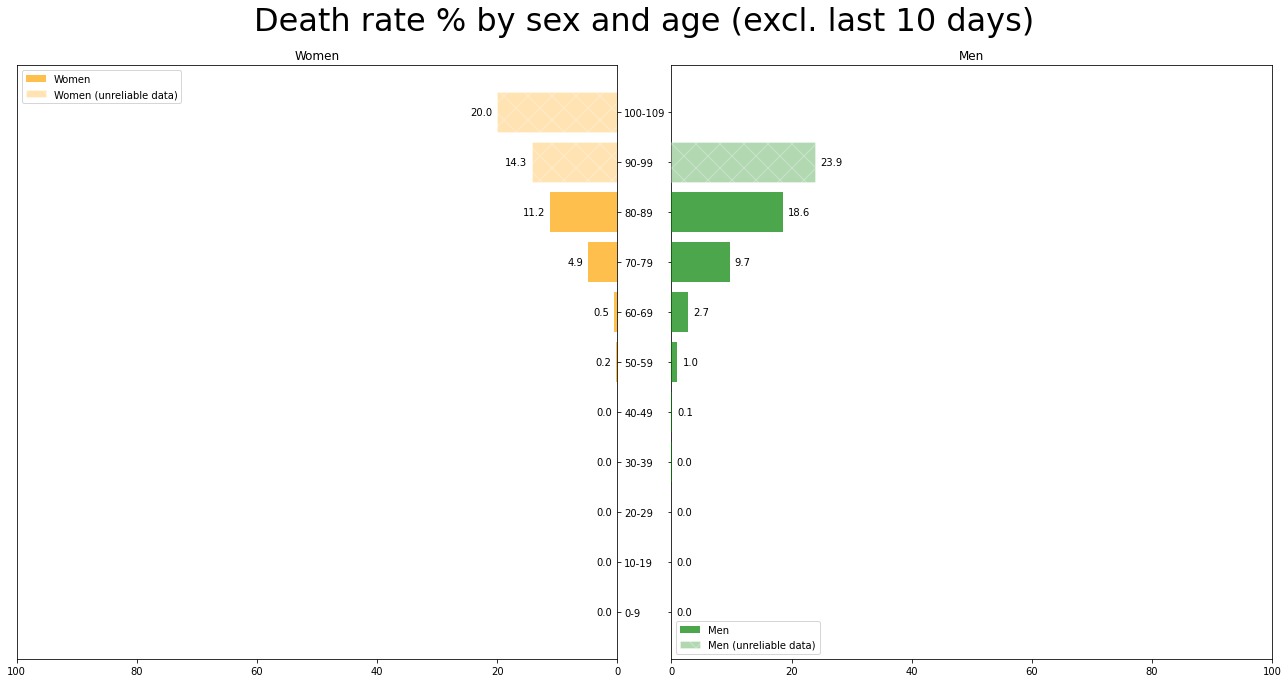 Death rate % by sex and age (excl. last 10 days)
Women
Men
Women
Women (unreliable data)
20.0 100-109
14.3 90-99 23.9
11.2 80-89 18.6
4.9 70-79 9.7
0.5 60-69 2.7
0.2 50-59 1.0
0.0 40-49 0.1
0.0 30-39 0.0
0.0 20-29 0.0
0.0 10-19 0.0
0.0 0-9 0.0
Men
Men (unreliable data)
100 80 60 40 20 0
0 20 40 60 80 100